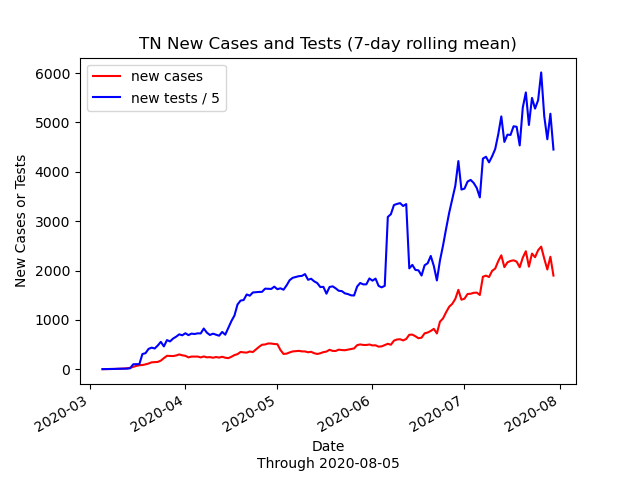 TN New Cases and Tests (7-day rolling mean)
new cases
new tests / 5
New Cases or Tests
6000
5000
4000
3000
2000
1000
0
2020-03
2020-04
2020-05
2020-06
2020-07
2020-08
Date
Through 2020-08-05